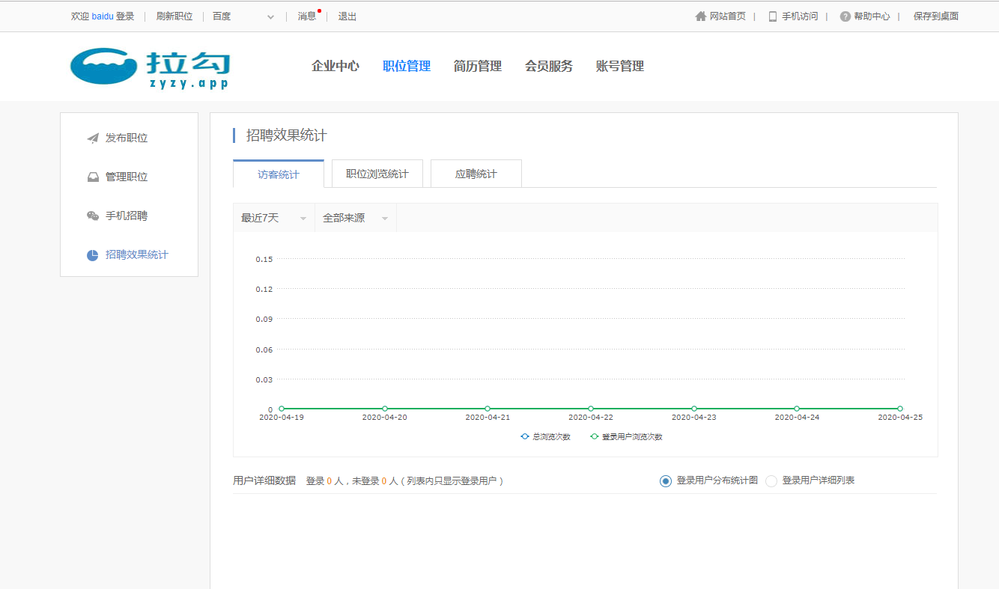 欢迎 baidu 登录 | 刷新职位 | 百度 | 消息 | 退出 网站首页 | 手机访问 | 帮助中心 | 保存到桌面
拉勾
zyzy.app
企业中心 职位管理 简历管理 会员服务 账号管理
发布职位
管理职位
手机招聘
招聘效果统计
招聘效果统计
访客统计 职位浏览统计 应聘统计
最近7天 全部来源
0.15
0.12
0.09
0.06
0.03
0
2020-04-19 2020-04-20 2020-04-21 2020-04-22 2020-04-23 2020-04-24 2020-04-25
总浏览次数 登录用户浏览次数
用户详细数据 登录 0 人，未登录 0 人（列表内只显示登录用户） 登录用户分布统计图 登录用户详细列表